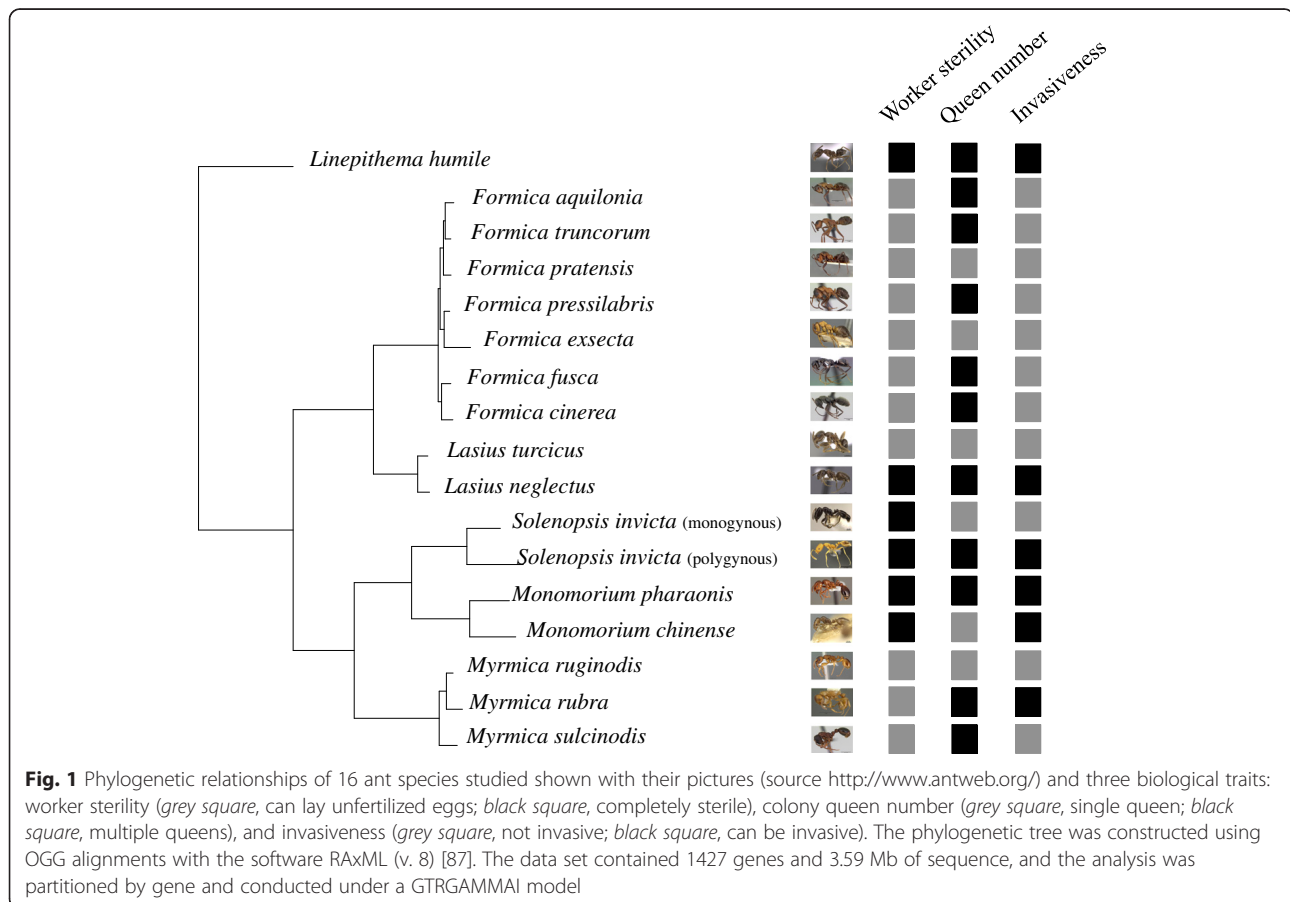 Worker sterility
Queen number
Invasiveness
Linepithema humile
Formica aquilonia
Formica truncorum
Formica pratensis
Formica pressilabris
Formica exsecta
Formica fusca
Formica cinerea
Lasius turcicus
Lasius neglectus
Solenopsis invicta (monogynous)
Solenopsis invicta (polygynous)
Monomorium pharaonis
Monomorium chinense
Myrmica ruginodis
Myrmica rubra
Myrmica sulcinodis
Fig. 1 Phylogenetic relationships of 16 ant species studied shown with their pictures (source http://www.antweb.org/) and three biological traits:
worker sterility (grey square, can lay unfertilized eggs; black square, completely sterile), colony queen number (grey square, single queen; black
square, multiple queens), and invasiveness (grey square, not invasive; black square, can be invasive). The phylogenetic tree was constructed using
OGG alignments with the software RAxML (v. 8) [87]. The data set contained 1427 genes and 3.59 Mb of sequence, and the analysis was
partitioned by gene and conducted under a GTRGAMMAI model